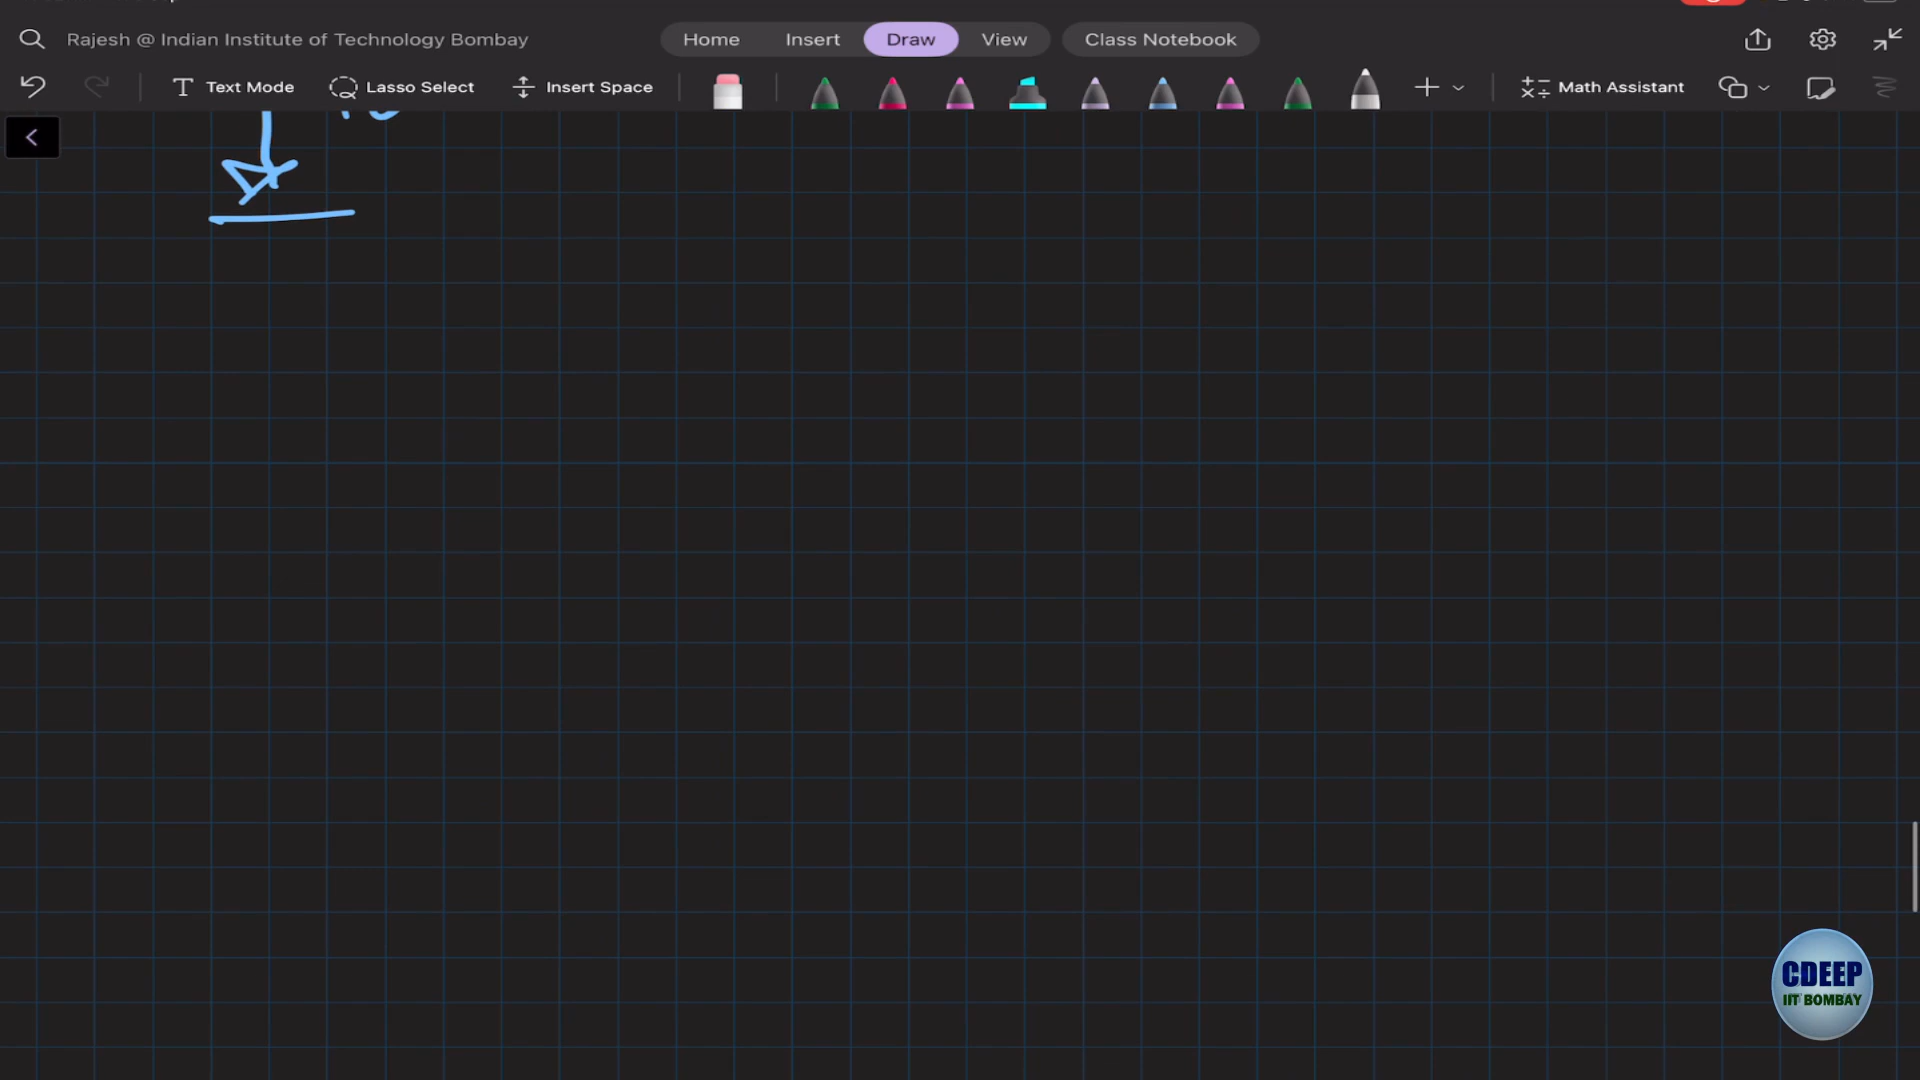 Rajesh @ Indian Institute of Technology Bombay
Home Insert Draw View Class Notebook
Text Mode Lasso Select Insert Space Math Assistant
CDEEP
IIT BOMBAY